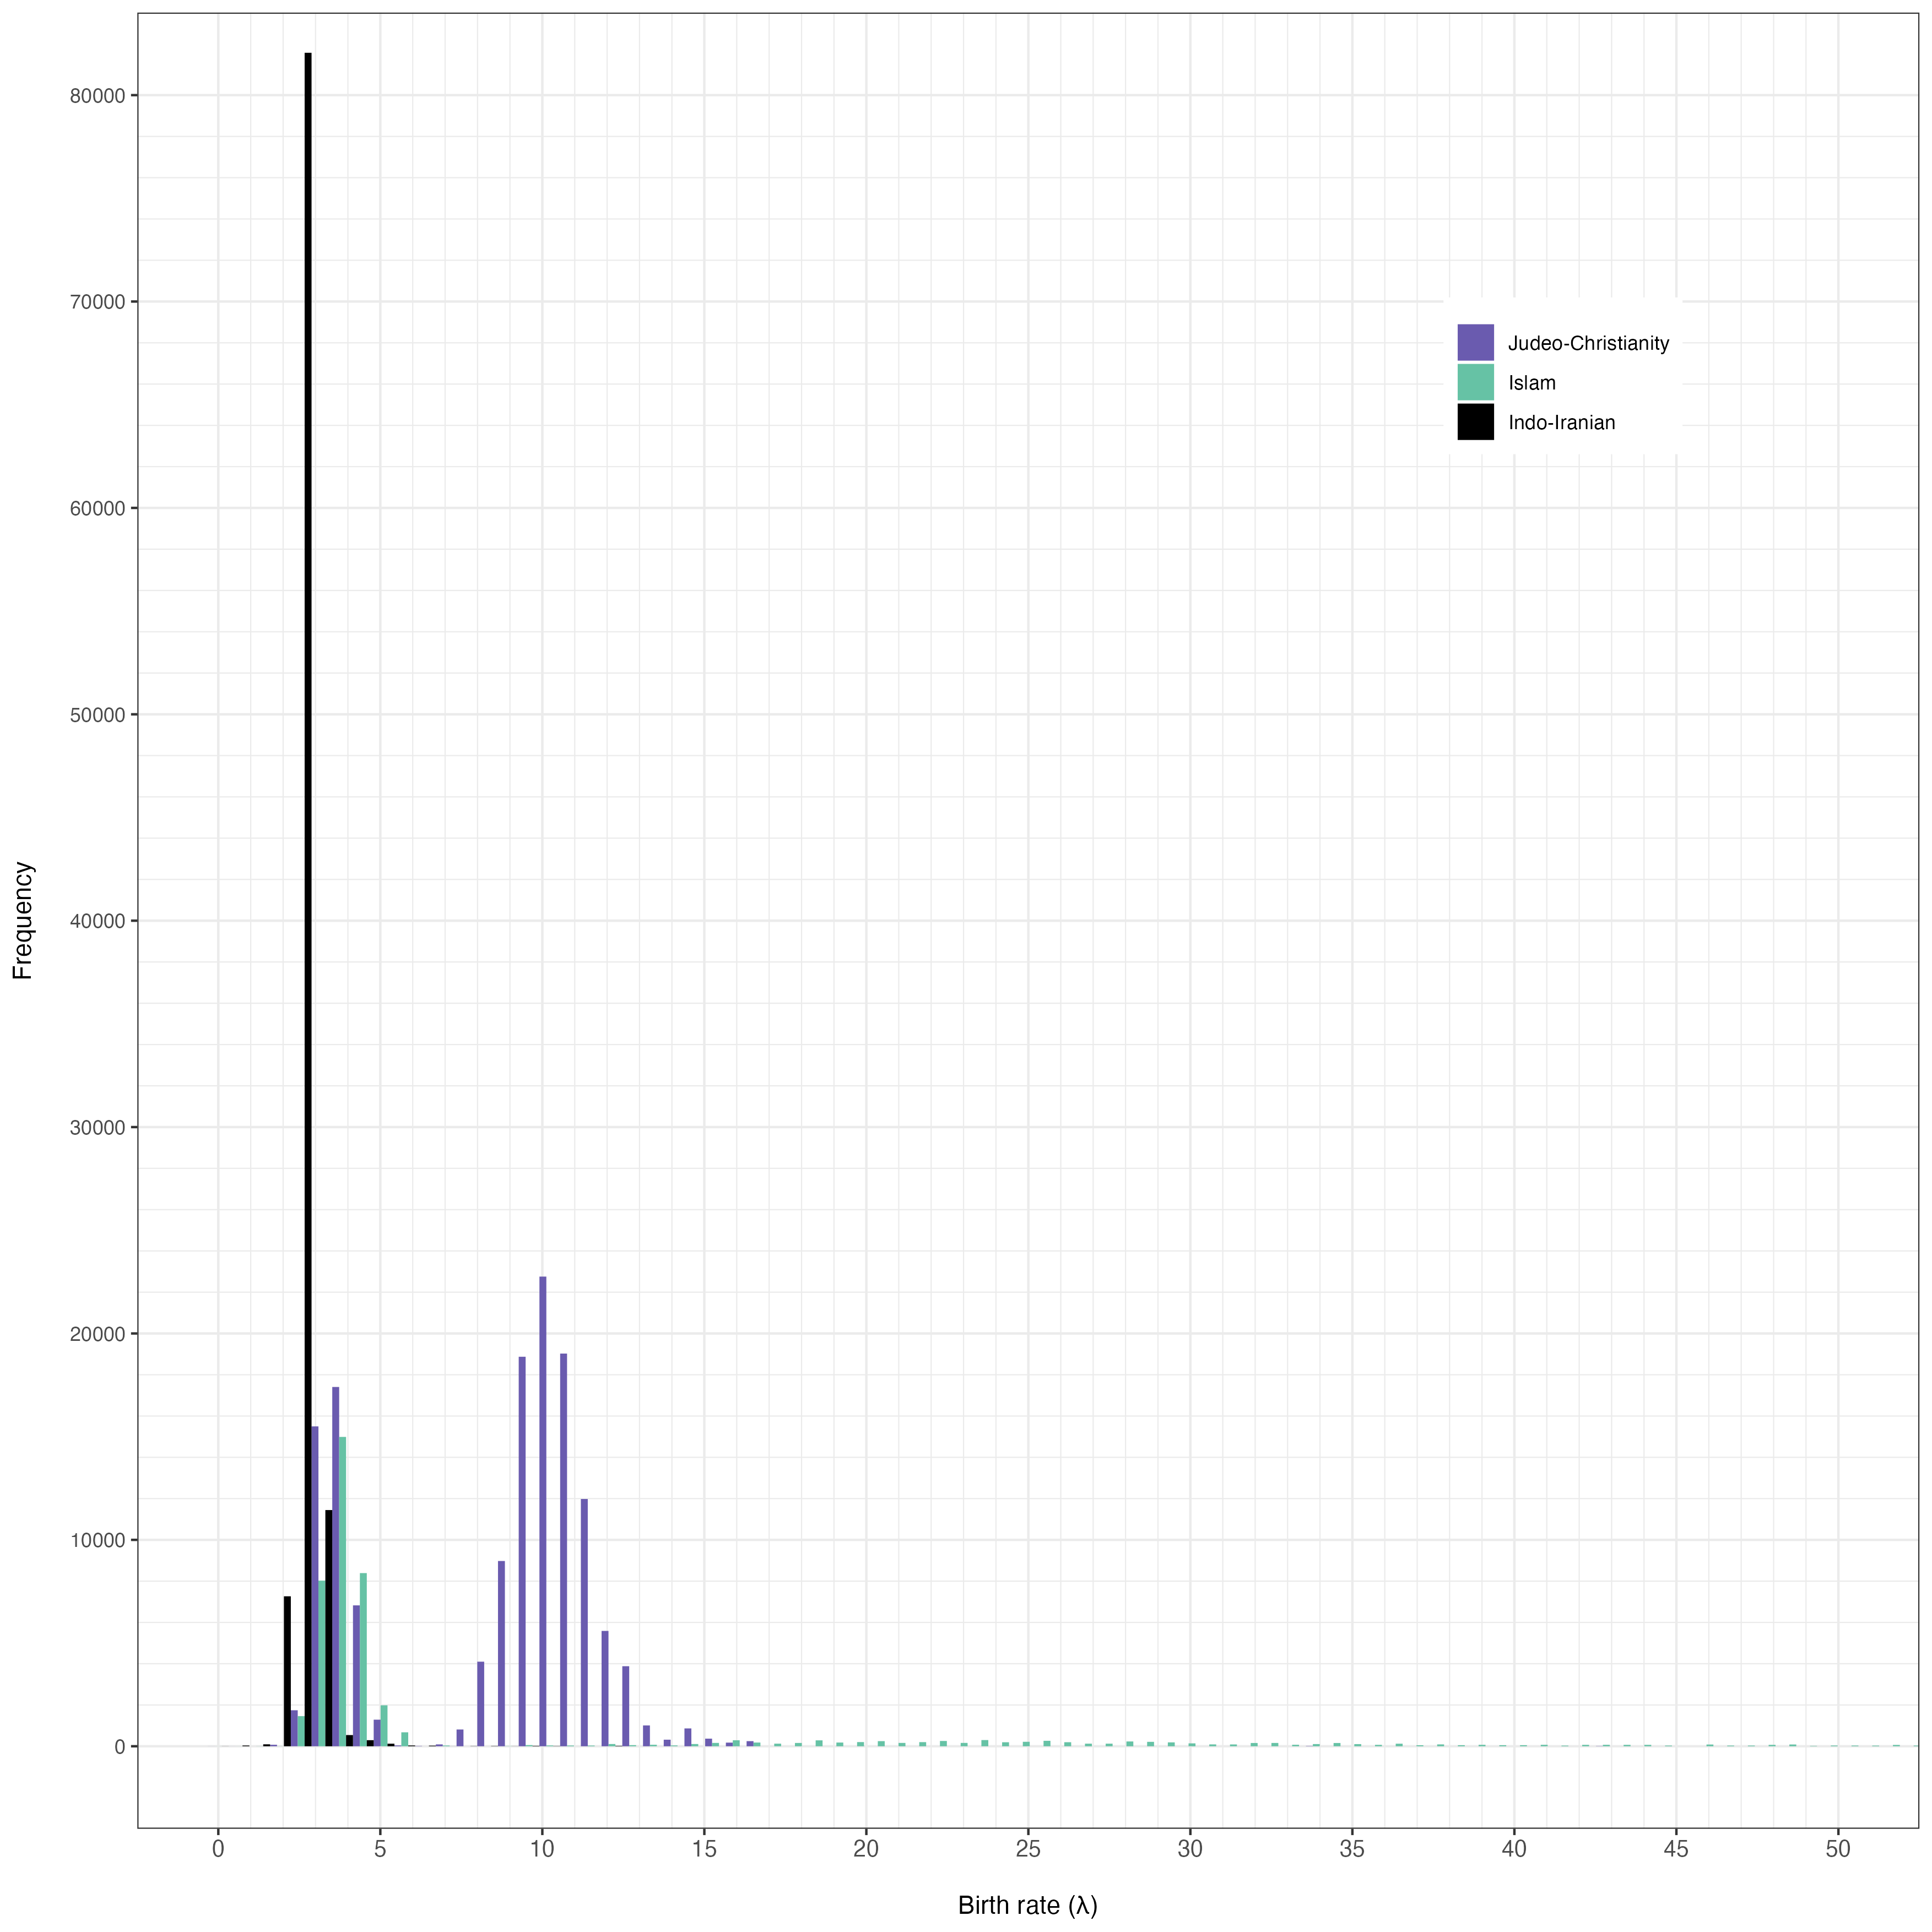 80000
70000
60000
50000
40000
30000
20000
10000
0
Frequency
Judeo-Christianity
Islam
Indo-Iranian
0 5 10 15 20 25 30 35 40 45 50
Birth rate (λ)